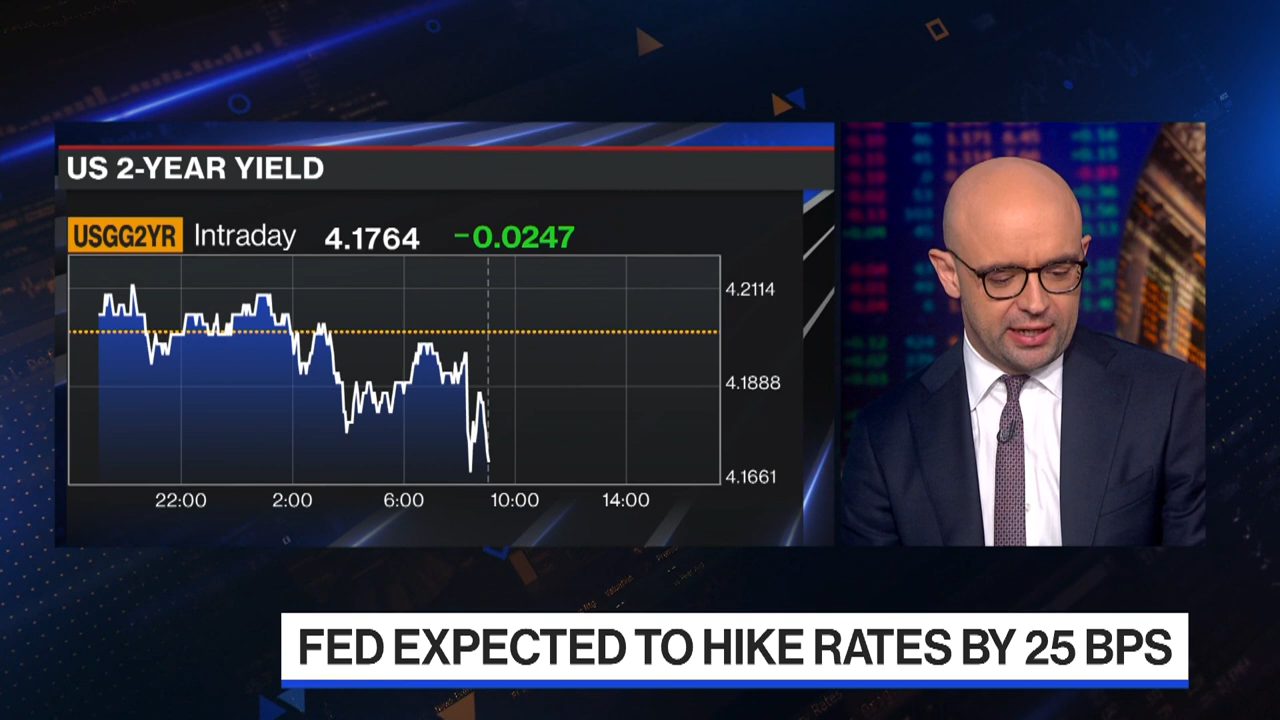 US 2-YEAR YIELD
USGG2YR Intraday 4.1764 -0.0247
4.2114
4.1888
4.1661
22:00 2:00 6:00 10:00 14:00
FED EXPECTED TO HIKE RATES BY 25 BPS